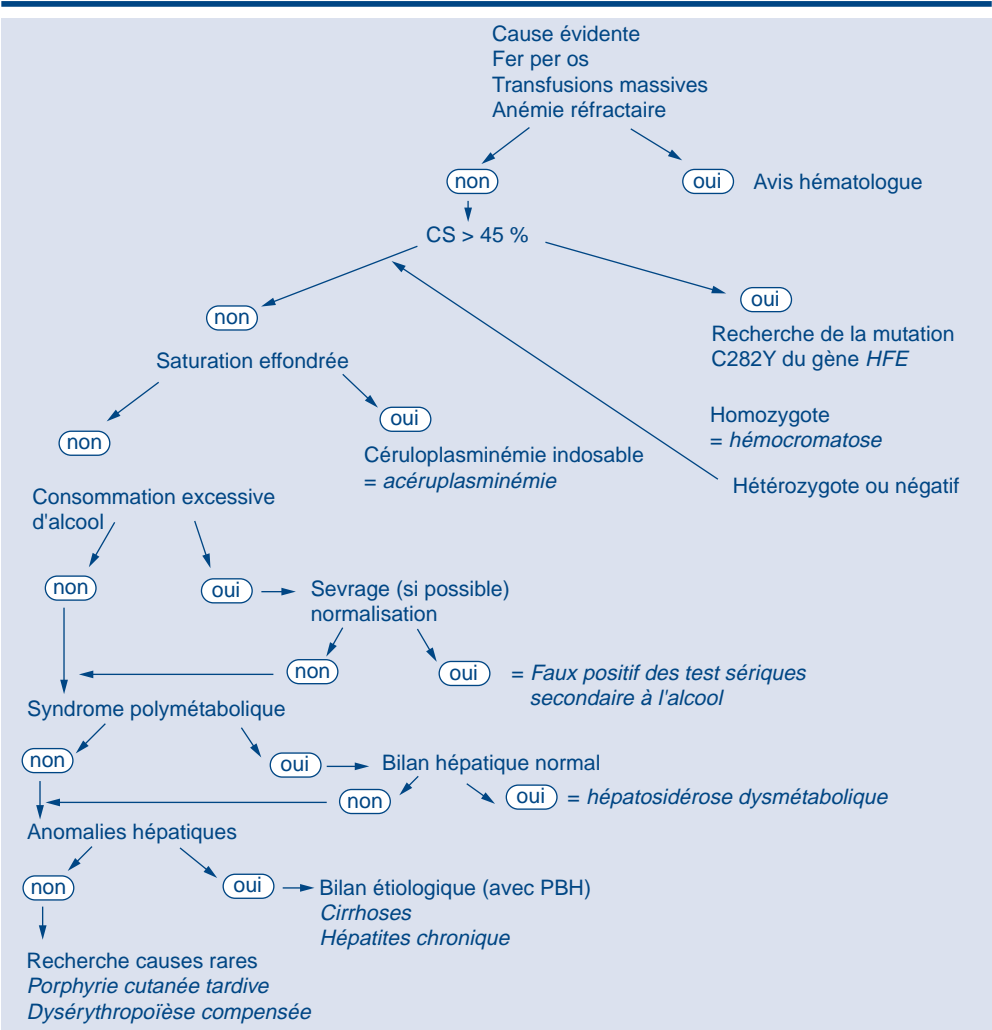 Cause évidente
Fer per os
Transfusions massives
Anémie réfractaire
non
oui
Avis hématologue
CS > 45 %
non
oui
Recherche de la mutation
C282Y du gène HFE
Saturation effondrée
Homozygote
= hémocromatose
non
oui
Céruloplasminémie indosable
= acéruplasminémie
Hétérozygote ou négatif
Consommation excessive
d'alcool
non
oui
Sevrage (si possible)
normalisation
non
oui
= Faux positif des test sériques
secondaire à l'alcool
Syndrome polymétabolique
non
oui
Bilan hépatique normal
non
oui
= hépatosidérose dysmétabolique
Anomalies hépatiques
non
oui
Bilan étiologique (avec PBH)
Cirrhoses
Hépatites chronique
Recherche causes rares
Porphyrie cutanée tardive
Dysérythropoïèse compensée